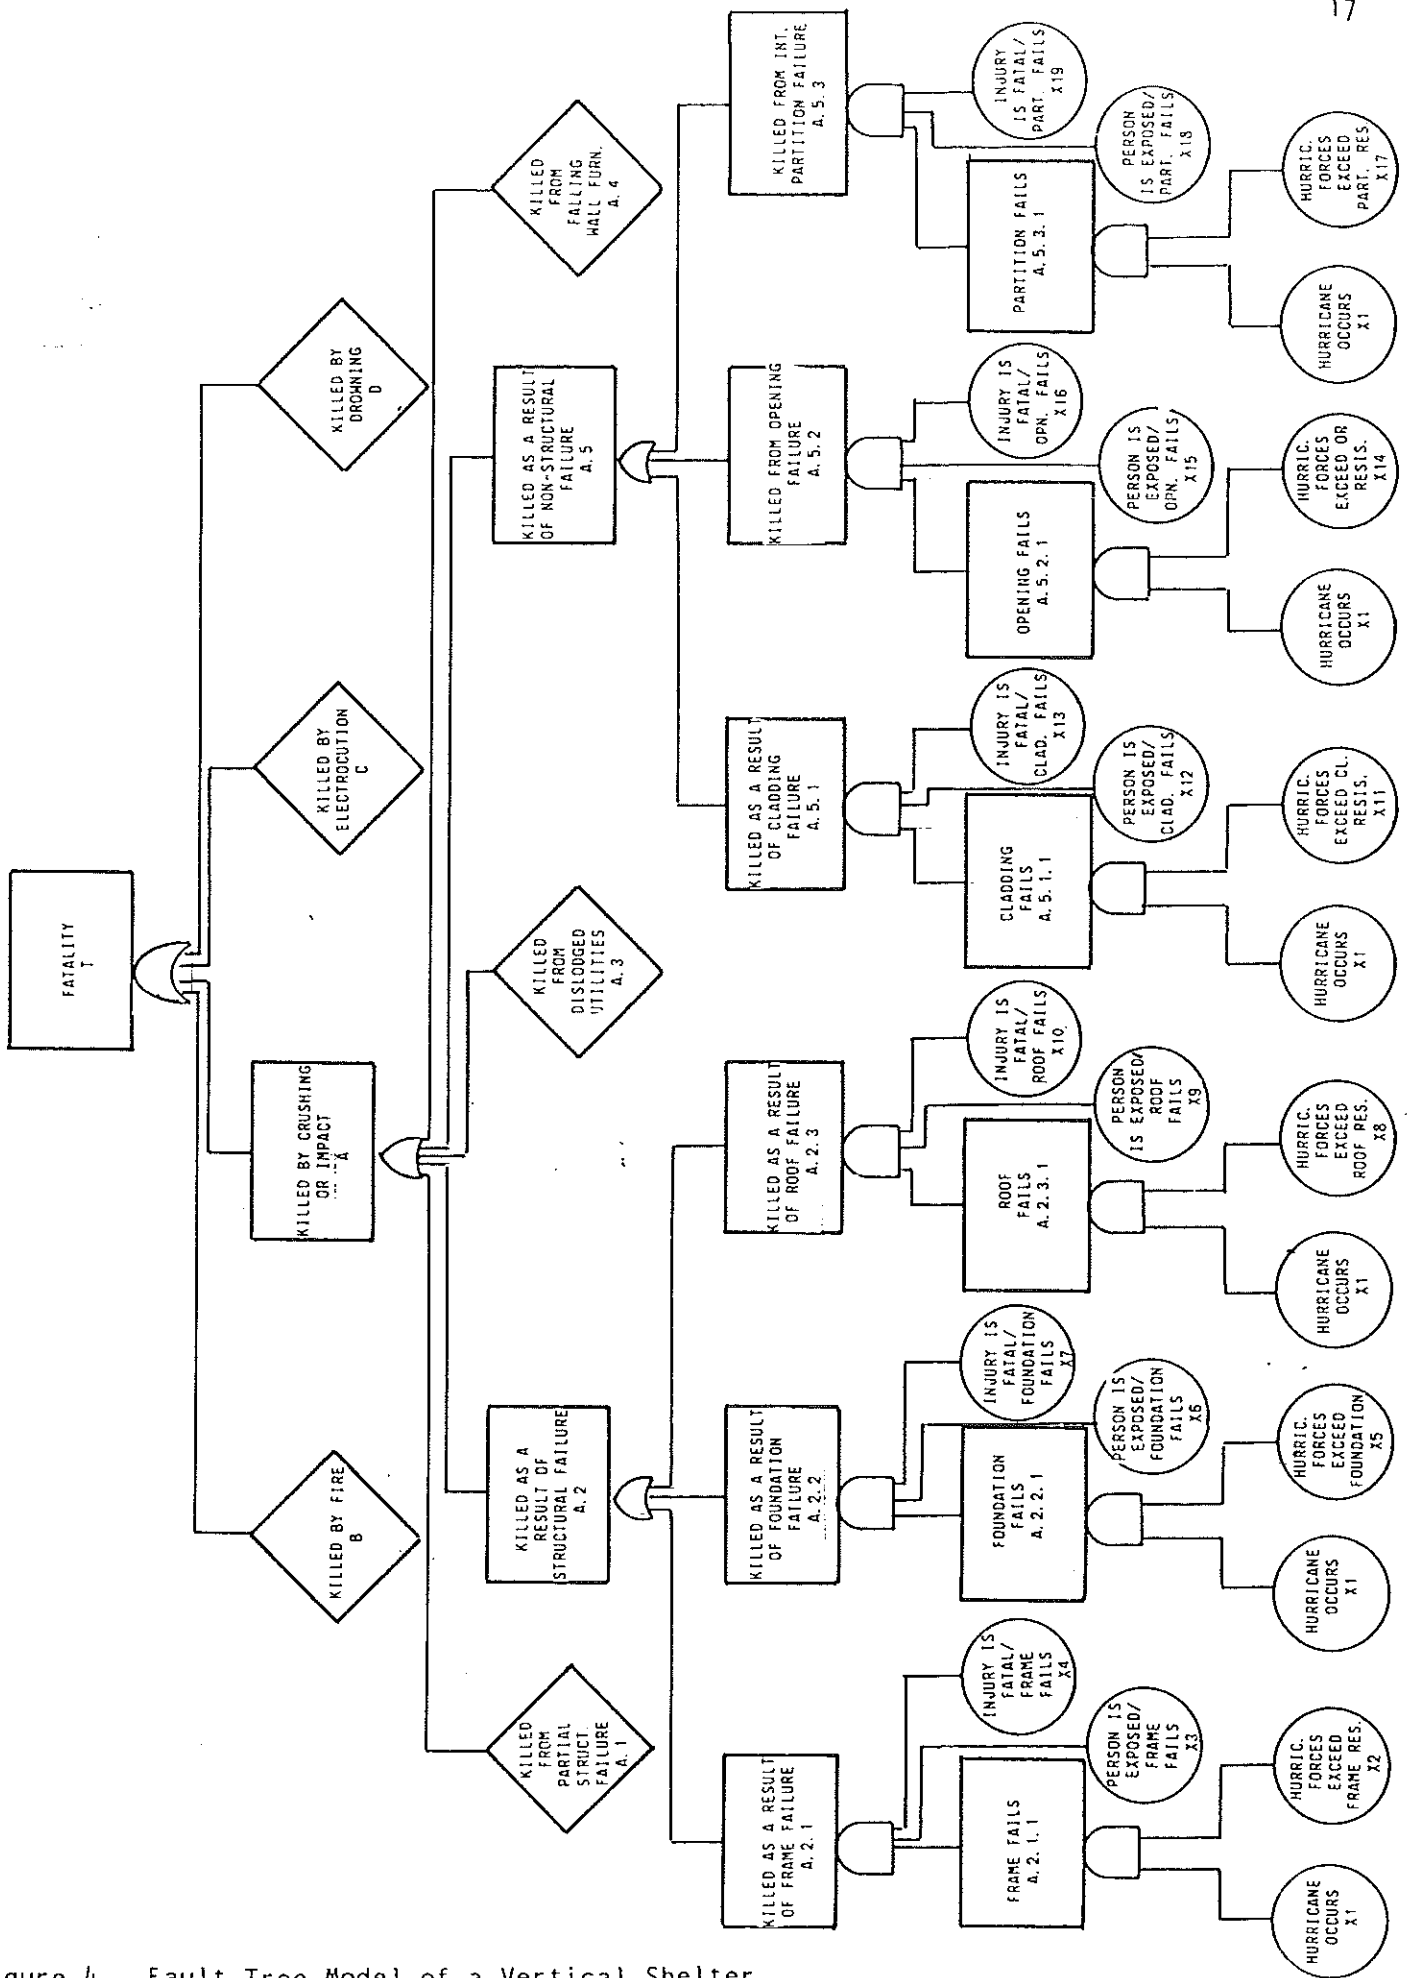 17
FATALITY
T
KILLED BY FIRE
B
KILLED BY CRUSHING
OR IMPACT
A
KILLED BY
ELECTROCUTION
C
KILLED BY
DROWNING
D
KILLED
FROM
PARTIAL
STRUCT.
FAILURE
A.1
KILLED AS A
RESULT OF
STRUCTURAL FAILURE
A.2
KILLED
FROM
DISLODGED
UTILITIES
A.3
KILLED AS A RESULT
OF NON-STRUCTURAL
FAILURE
A.5
KILLED
FROM
FALLING
WALL FURN.
A.4
KILLED AS A RESULT
OF FRAME FAILURE
A.2.1
KILLED AS A RESULT
OF FOUNDATION
FAILURE
A.2.2
KILLED AS A RESULT
OF ROOF FAILURE
A.2.3
KILLED AS A RESULT
OF CLADDING
FAILURE
A.5.1
KILLED FROM OPENING
FAILURE
A.5.2
KILLED FROM INT.
PARTITION FAILURE
A.5.3
FRAME FAILS
A.2.1.1
PERSON IS
EXPOSED/
FRAME
FAILS
X3
INJURY IS
FATAL/
FRAME
FAILS
X4
FOUNDATION
FAILS
A.2.2.1
PERSON IS
EXPOSED/
FOUNDATION
FAILS
X6
INJURY IS
FATAL/
FOUNDATION
FAILS
X7
ROOF
FAILS
A.2.3.1
PERSON
IS EXPOSED/
ROOF
FAILS
X9
INJURY IS
FATAL/
ROOF FAILS
X10
CLADDING
FAILS
A.5.1.1
PERSON IS
EXPOSED/
CLAD. FAILS
X12
INJURY IS
FATAL/
CLAD. FAILS
X13
OPENING FAILS
A.5.2.1
PERSON IS
EXPOSED/
OPN. FAILS
X15
INJURY IS
FATAL/
OPN. FAILS
X16
PARTITION FAILS
A.5.3.1
PERSON
IS EXPOSED/
PART. FAILS
X18
INJURY
IS FATAL/
PART. FAILS
X19
HURRICANE
OCCURS
X1
HURRIC.
FORCES
EXCEED
FRAME RES.
X2
HURRICANE
OCCURS
X1
HURRIC.
FORCES
EXCEED
FOUNDATION
X5
HURRICANE
OCCURS
X1
HURRIC.
FORCES
EXCEED
ROOF RES.
X8
HURRICANE
OCCURS
X1
HURRIC.
FORCES
EXCEED CL.
RESIS.
X11
HURRICANE
OCCURS
X1
HURRIC.
FORCES
EXCEED OR
RESIS.
X14
HURRICANE
OCCURS
X1
HURRIC.
FORCES
EXCEED
PART. RES.
X17
gure 4 Fault Tree Model of a Vertical Shelter